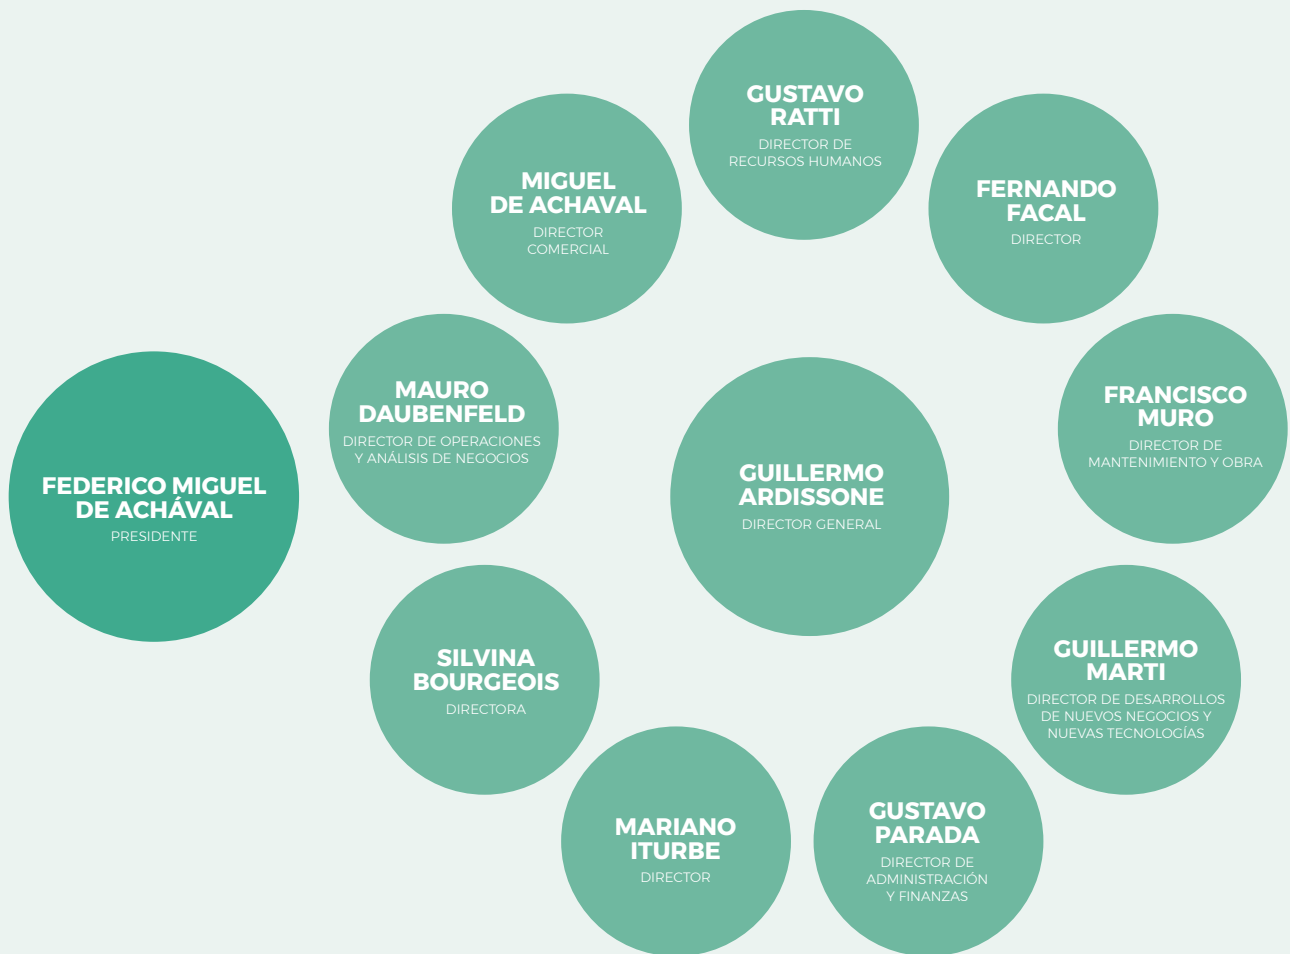 GUSTAVO
RATTI
DIRECTOR DE
RECURSOS HUMANOS
MIGUEL
DE ACHAVAL
DIRECTOR
COMERCIAL
FERNANDO
FACAL
DIRECTOR
MAURO
DAUBENFELD
DIRECTOR DE OPERACIONES
Y ANÁLISIS DE NEGOCIOS
FRANCISCO
MURO
DIRECTOR DE
MANTENIMIENTO Y OBRA
FEDERICO MIGUEL
DE ACHÁVAL
PRESIDENTE
GUILLERMO
ARDISSONE
DIRECTOR GENERAL
SILVINA
BOURGEOIS
DIRECTORA
GUILLERMO
MARTI
DIRECTOR DE DESARROLLOS
DE NUEVOS NEGOCIOS Y
NUEVAS TECNOLOGÍAS
MARIANO
ITURBE
DIRECTOR
GUSTAVO
PARADA
DIRECTOR DE
ADMINISTRACIÓN
Y FINANZAS